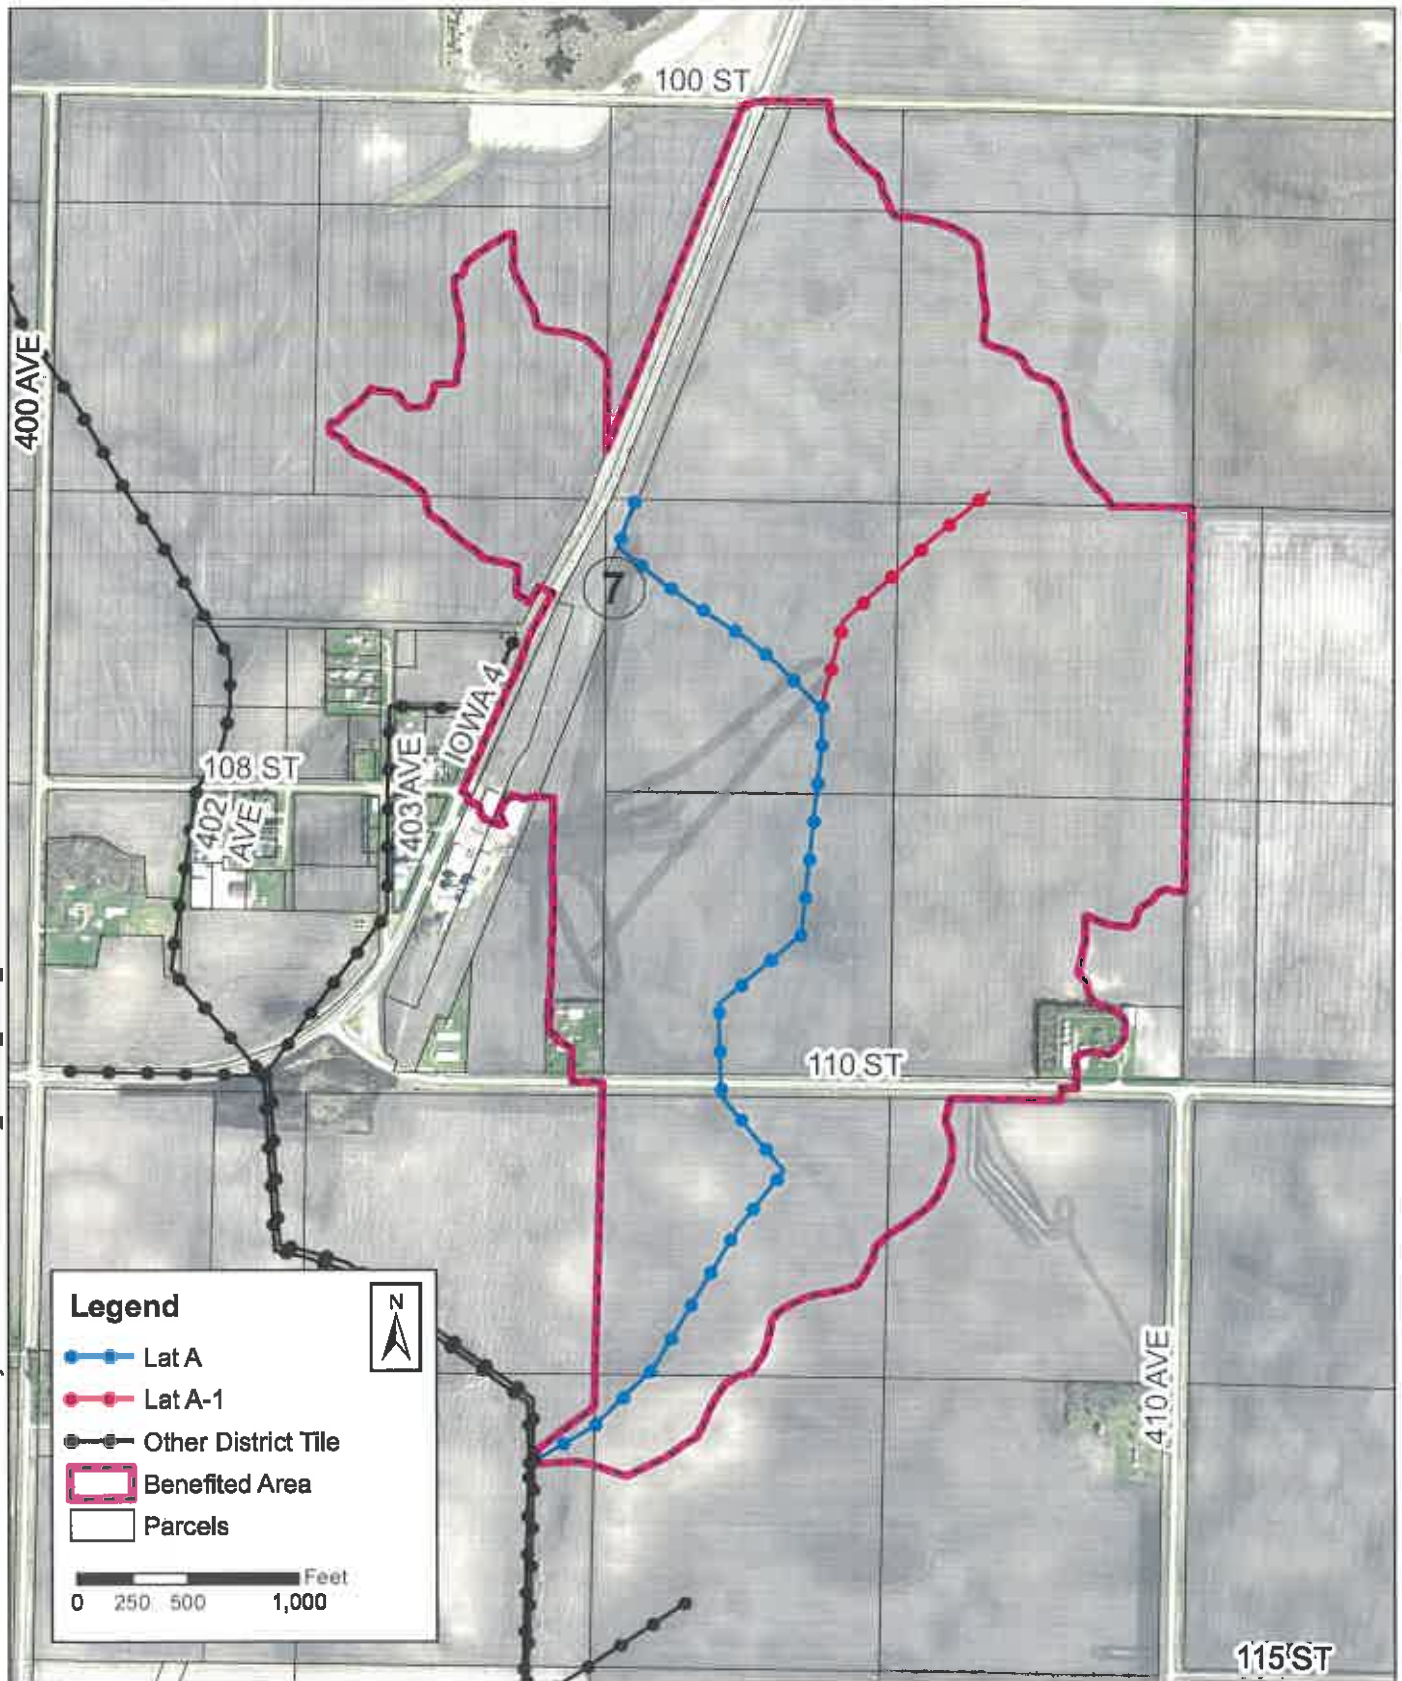 100 ST
400 AVE
7
IOWA 4
108 ST
402
AVE
403 AVE
110 ST
410 AVE
115 ST
Legend
N
Lat A
Lat A-1
Other District Tile
Benefited Area
Parcels
Feet
0 250 500 1,000